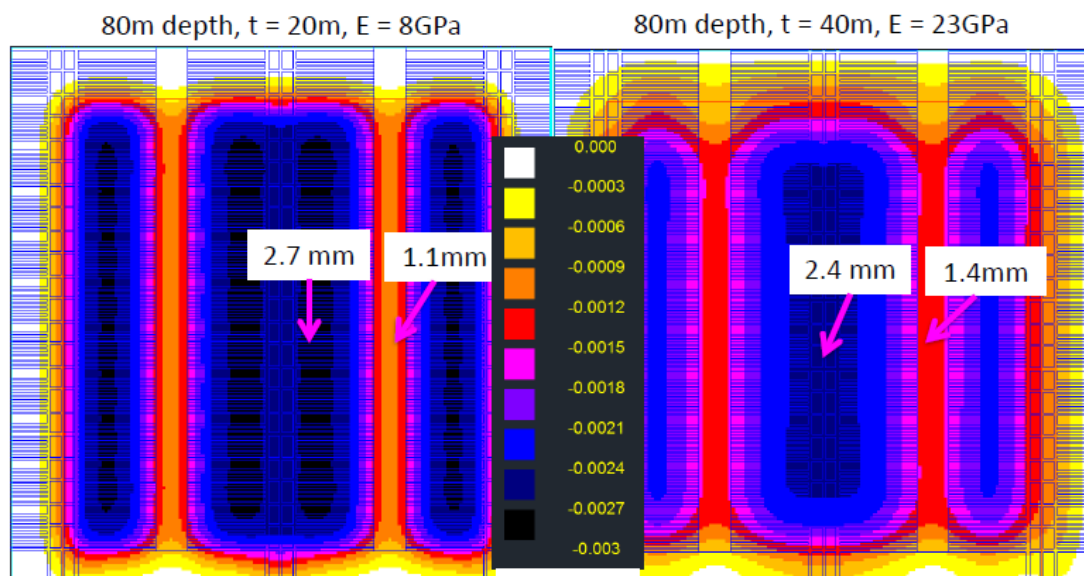 80m depth, t = 20m, E = 8GPa
80m depth, t = 40m, E = 23GPa
0.000
-0.0003
-0.0006
-0.0009
-0.0012
-0.0015
-0.0018
-0.0021
-0.0024
-0.0027
-0.003
2.7 mm
1.1mm
2.4 mm
1.4mm